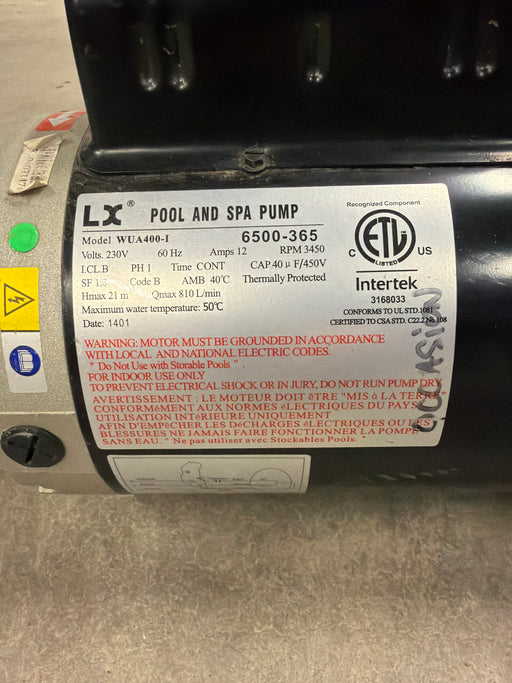 LX ® POOL AND SPA PUMP
Model WUA400-I 6500-365
Volts. 230V 60 Hz Amps 12 RPM 3450
I.CL.B PH 1 Time CONT CAP 40 μ F/450V
SF Code B AMB 40℃ Thermally Protected
Hmax 21 m Qmax 810 L/min
Maximum water temperature: 50℃
Date: 1401
Recognized Component
C ETL US
Intertek
3168033
CONFORMS TO UL STD.1081
CERTIFIED TO CSA STD. C22.2 No.108
WARNING: MOTOR MUST BE GROUNDED IN ACCORDANCE
WITH LOCAL AND NATIONAL ELECTRIC CODES.
" Do Not Use with Storable Pools "
FOR INDOOR USE ONLY
TO PREVENT ELECTRICAL SHOCK OR IN JURY, DO NOT RUN PUMP DRY
AVERTISSEMENT : LE MOTEUR DOIT êTRE "MIS à LA TERRE"
CONFORMéMENT AUX NORMES éLECTRIQUES DU PAYS
UTILISATION INTéRIEURE UNIQUEMENT
AFIN D'EMPêCHER LES DéCHARGES éLECTRIQUES OU LES
BLESSURES NE JAMAIS FAIRE FONCTIONNER LA POMPE
SANS EAU. " Ne pas utiliser avec Stockables Pools. "
OCCASION